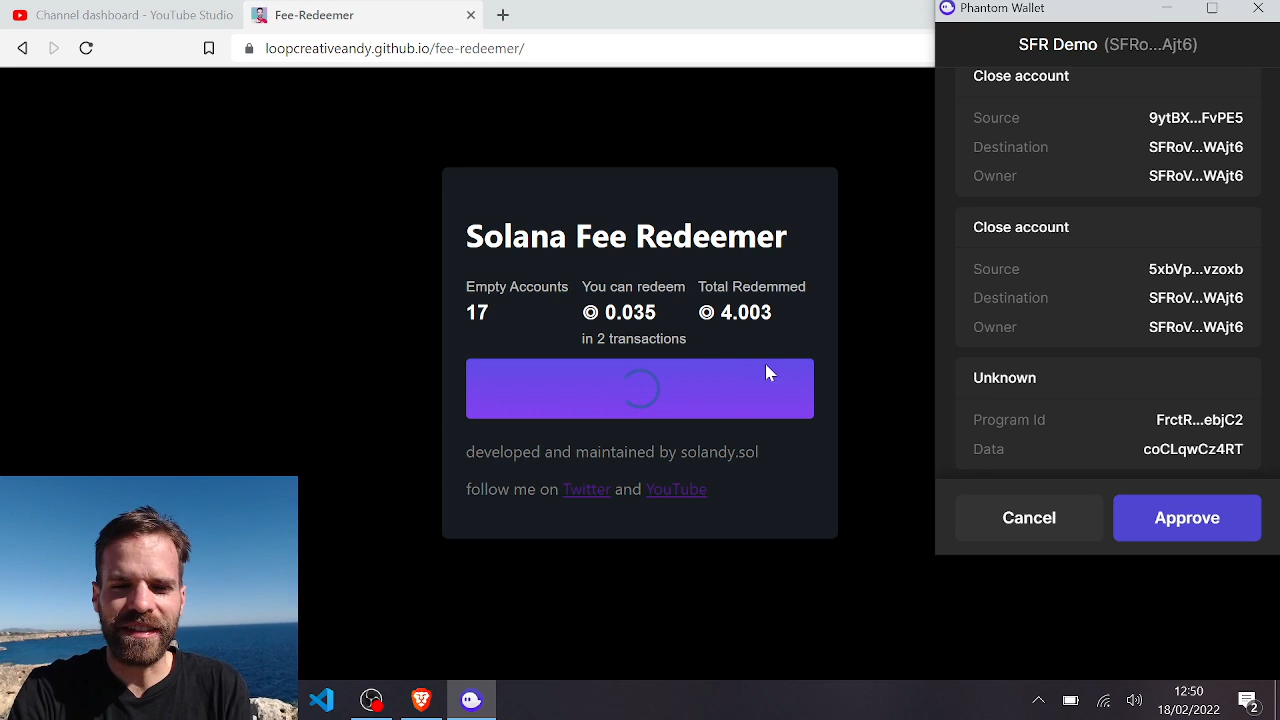 Channel dashboard - YouTube Studio
Fee-Redeemer
loopcreativeandy.github.io/fee-redeemer/
Solana Fee Redeemer
Empty Accounts You can redeem Total Redemmed
17 0.035 4.003
in 2 transactions
developed and maintained by solandy.sol
follow me on Twitter and YouTube
Phantom Wallet
SFR Demo (SFRo...Ajt6)
Close account
Source 9ytBX...FvPE5
Destination SFRoV...WAjt6
Owner SFRoV...WAjt6
Close account
Source 5xbVp...vzoxb
Destination SFRoV...WAjt6
Owner SFRoV...WAjt6
Unknown
Program Id FrctR...ebjC2
Data coCLqwCz4RT
Cancel Approve
12:50
18/02/2022
2